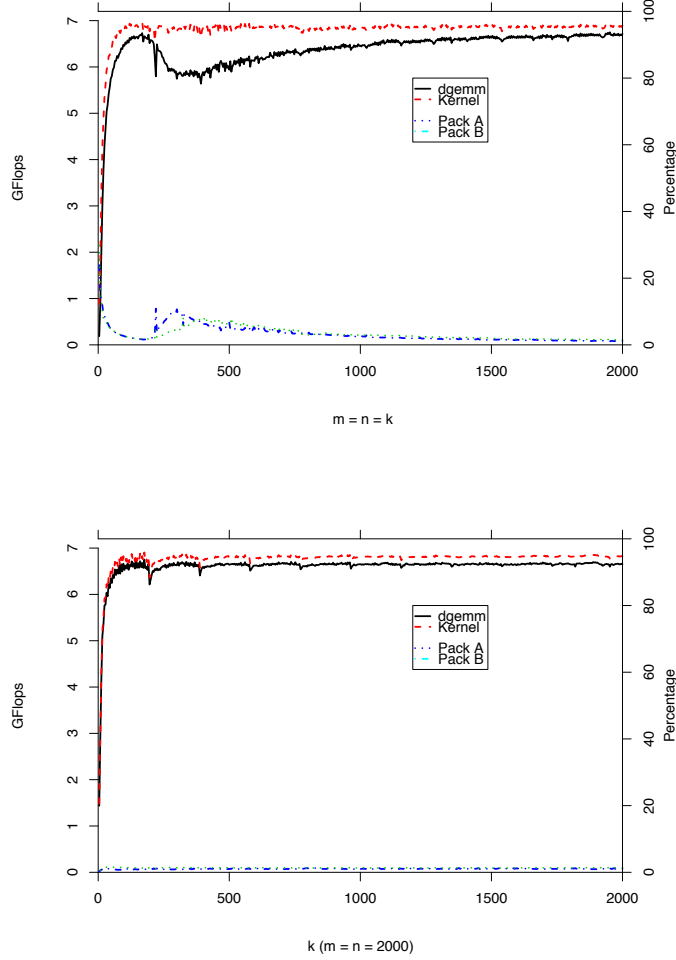 7
6
5
4
3
2
1
0
GFlops
100
80
60
40
20
0
Percentage
dgemm
Kernel
Pack A
Pack B
0 500 1000 1500 2000
m = n = k
7
6
5
4
3
2
1
0
GFlops
100
80
60
40
20
0
Percentage
dgemm
Kernel
Pack A
Pack B
0 500 1000 1500 2000
k (m = n = 2000)